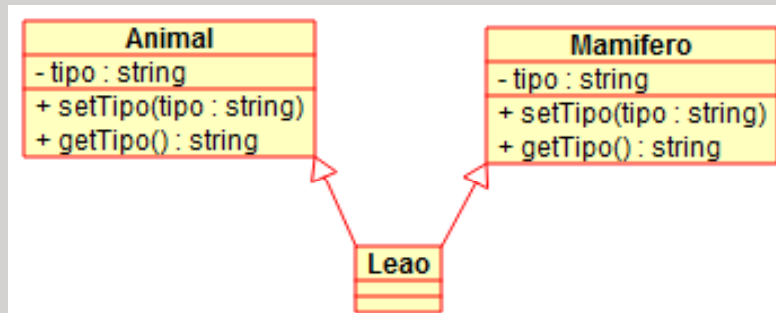 Animal
- tipo : string
+ setTipo(tipo : string)
+ getTipo() : string
Mamifero
- tipo : string
+ setTipo(tipo : string)
+ getTipo() : string
Leao